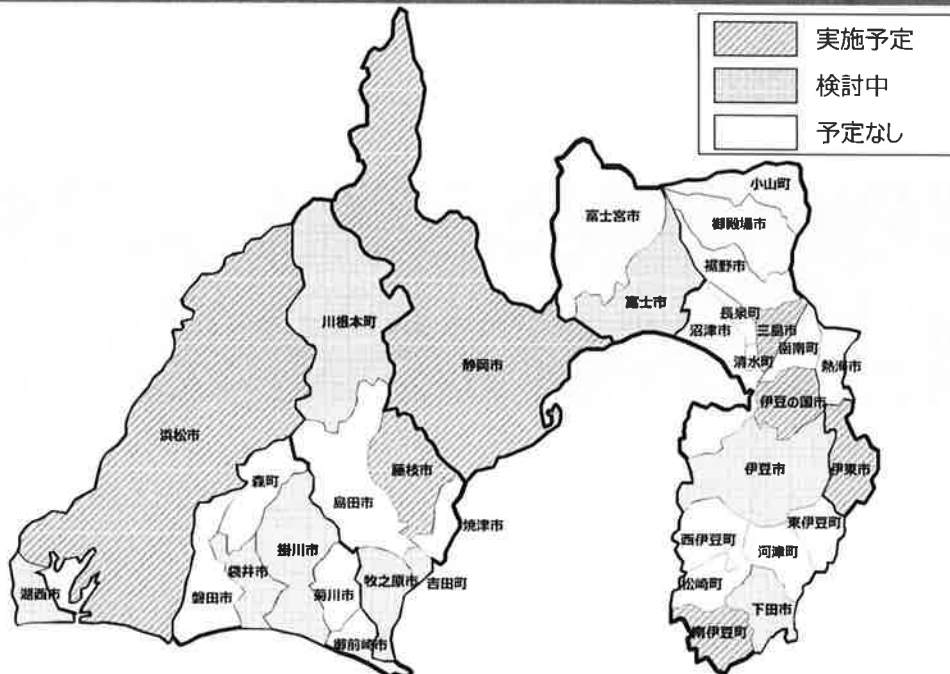 実施予定
検討中
予定なし
小山町
御殿場市
富士宮市
裾野市
富士市
長泉町
沼津市
三島市
函南町
清水町
熱海市
川根本町
静岡市
伊豆の国市
浜松市
藤枝市
伊豆市
伊東市
森町
島田市
焼津市
東伊豆町
西伊豆町
河津町
掛川市
袋井市
牧之原市
吉田町
湖西市
磐田市
菊川市
松崎町
下田市
御前崎市
南伊豆町